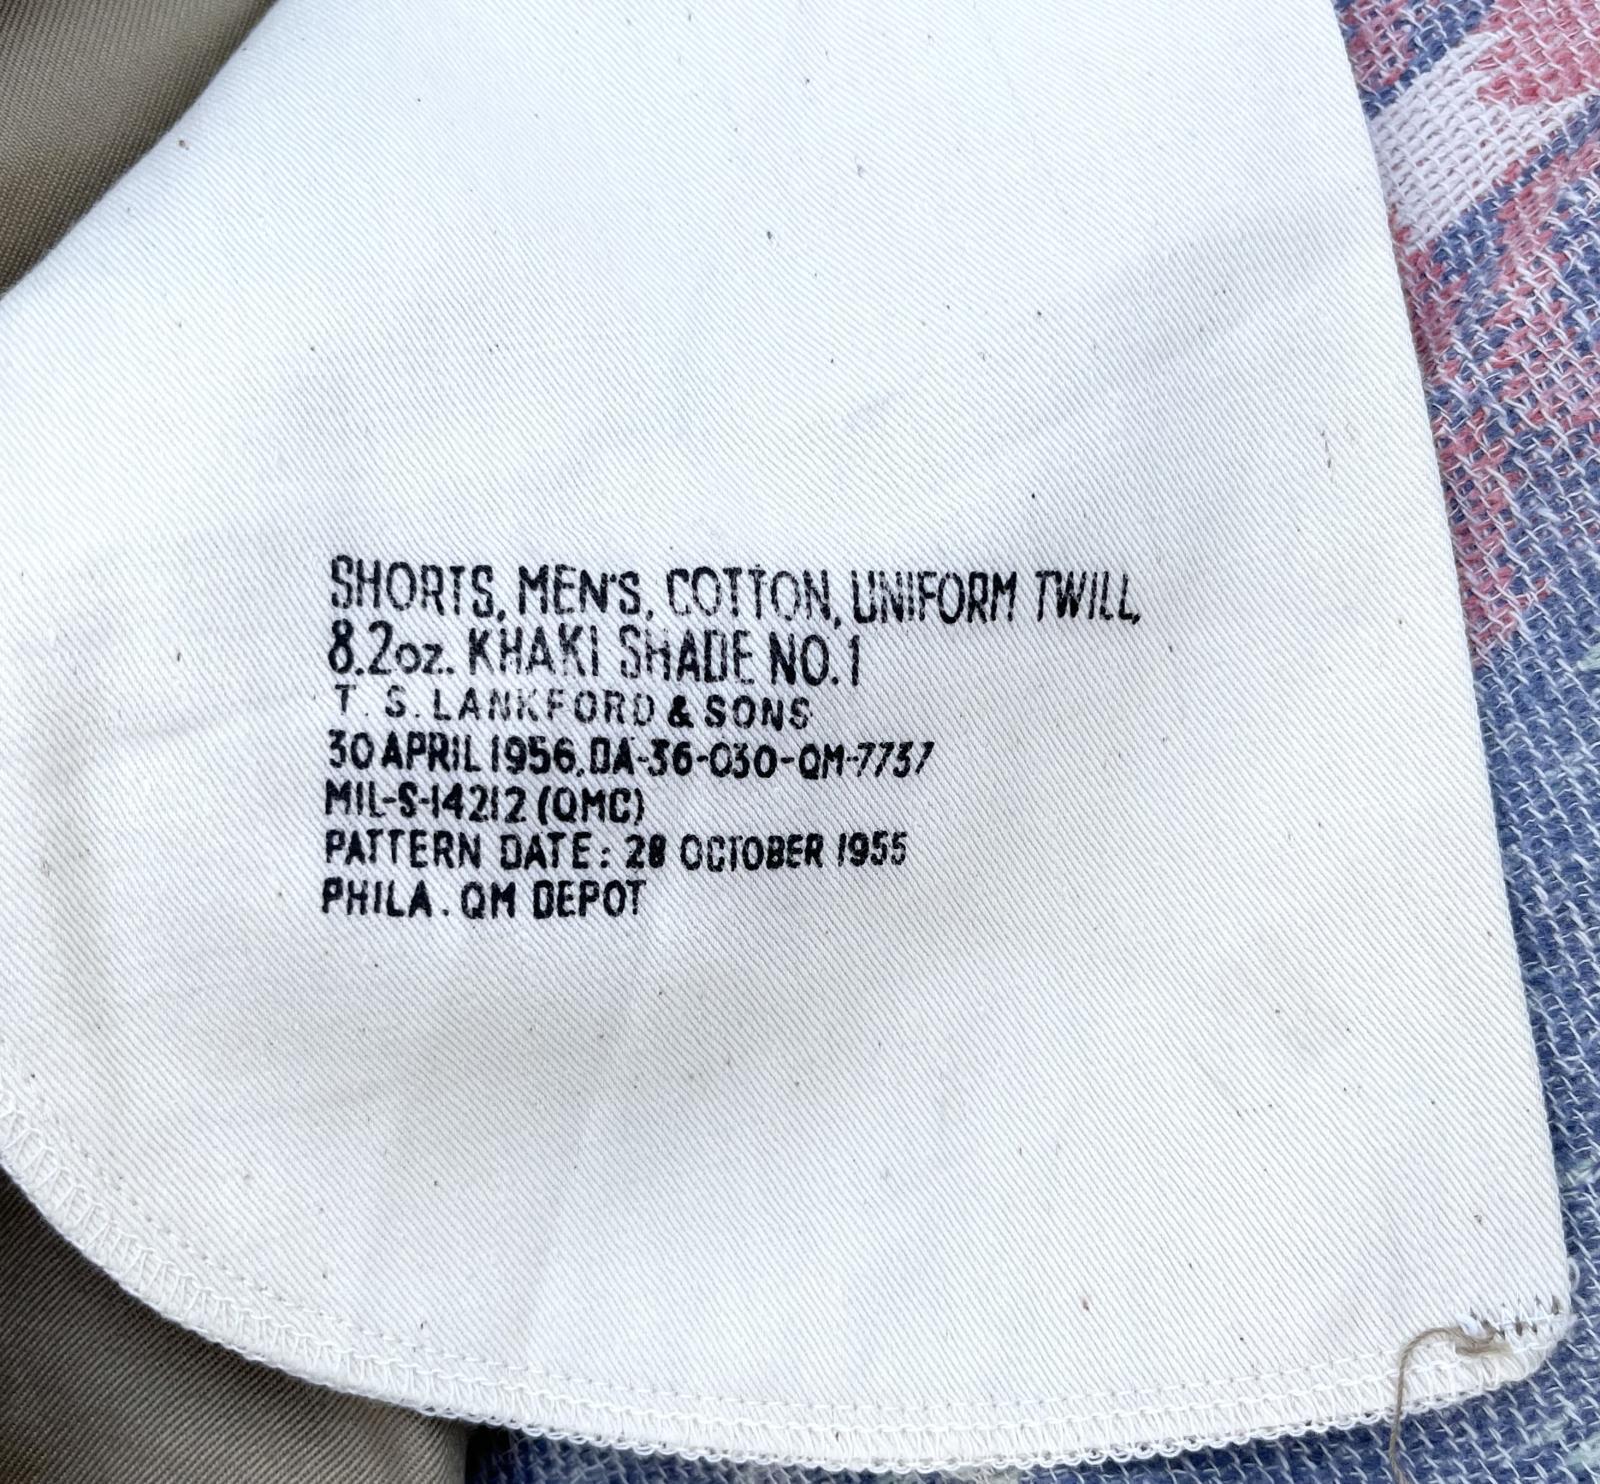 SHORTS, MEN'S, COTTON, UNIFORM TWILL,
8.2oz. KHAKI SHADE NO. 1
T. S. LANKFORD & SONS
30 APRIL 1956, DA-36-030-QM-7737
MIL-S-14212 (QMC)
PATTERN DATE: 28 OCTOBER 1955
PHILA. QM DEPOT